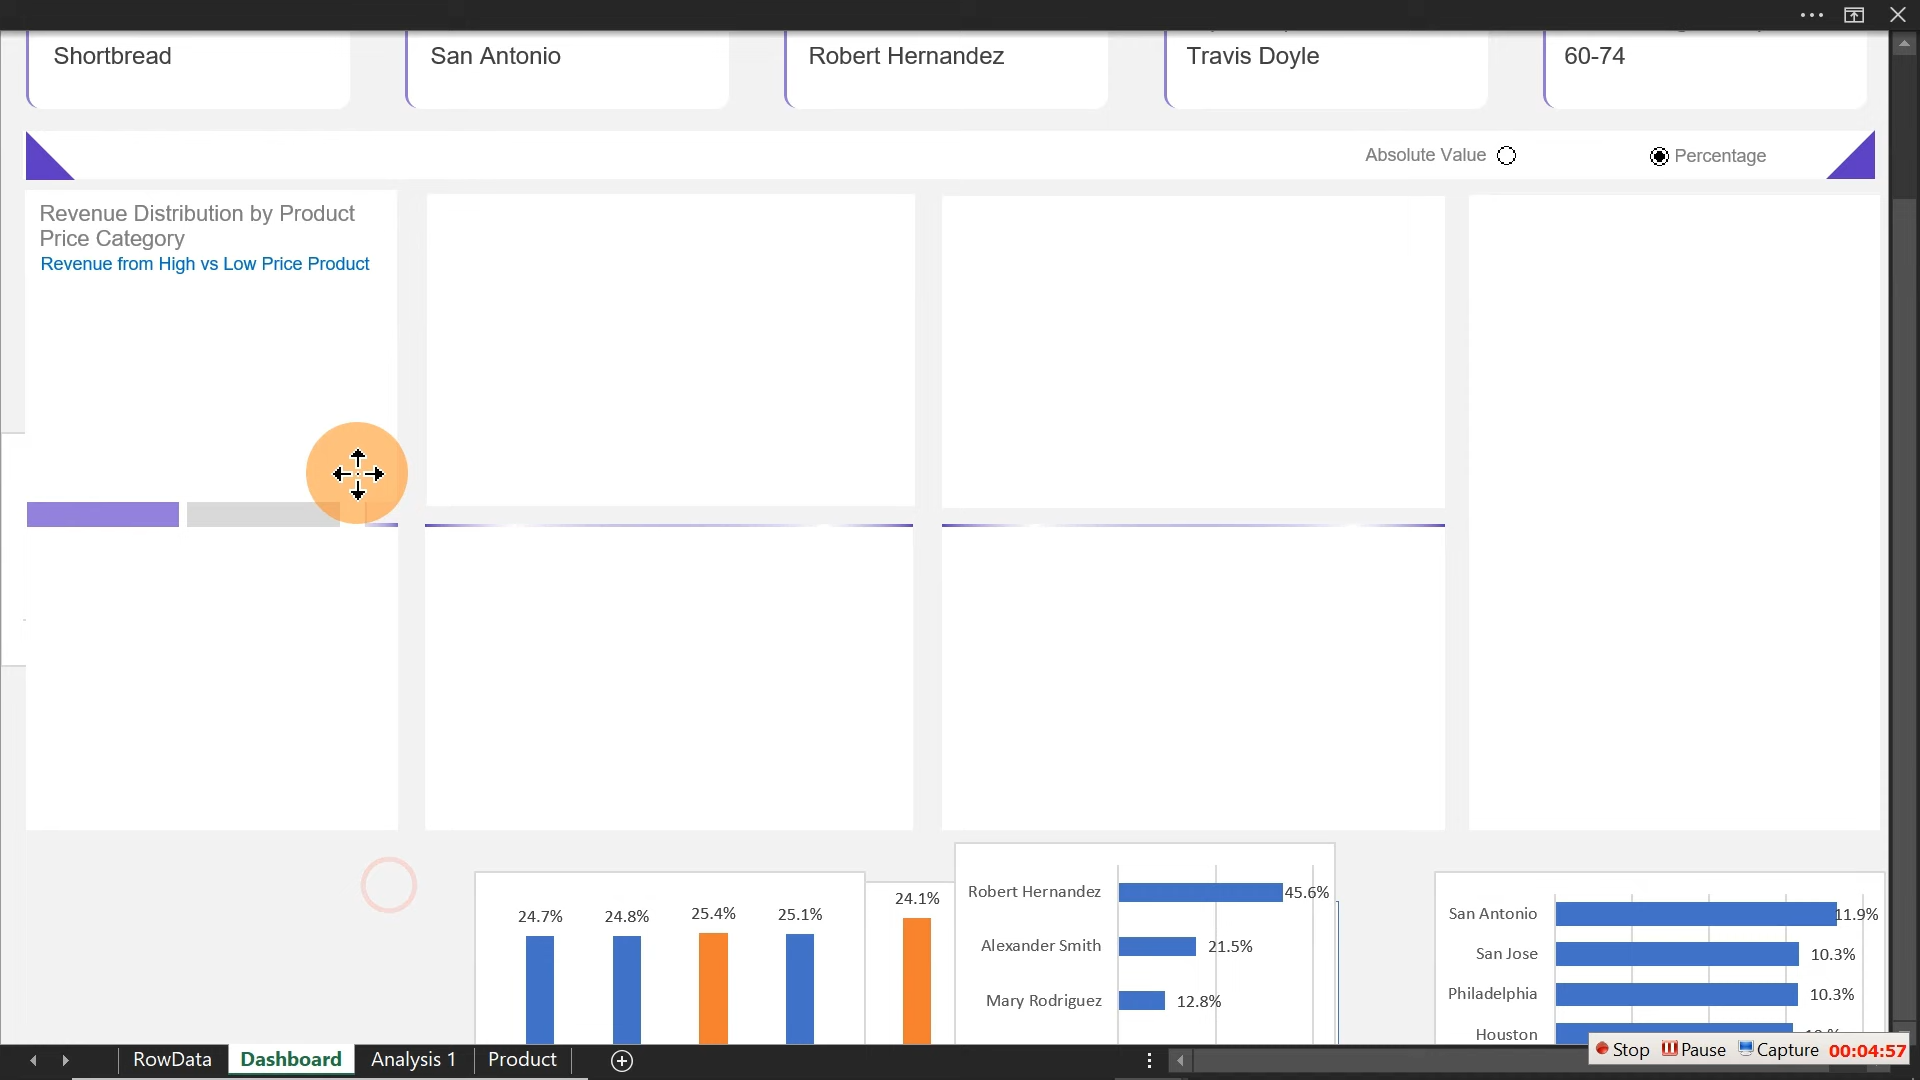 Shortbread
San Antonio
Robert Hernandez
Travis Doyle
60-74
Absolute Value
Percentage
Revenue Distribution by Product
Price Category
Revenue from High vs Low Price Product
24.7%
24.8%
25.4%
25.1%
24.1%
Robert Hernandez
45.6%
Alexander Smith
21.5%
Mary Rodriguez
12.8%
San Antonio
11.9%
San Jose
10.3%
Philadelphia
10.3%
Houston
Stop
Pause
Capture
00:04:57
RowData
Dashboard
Analysis 1
Product